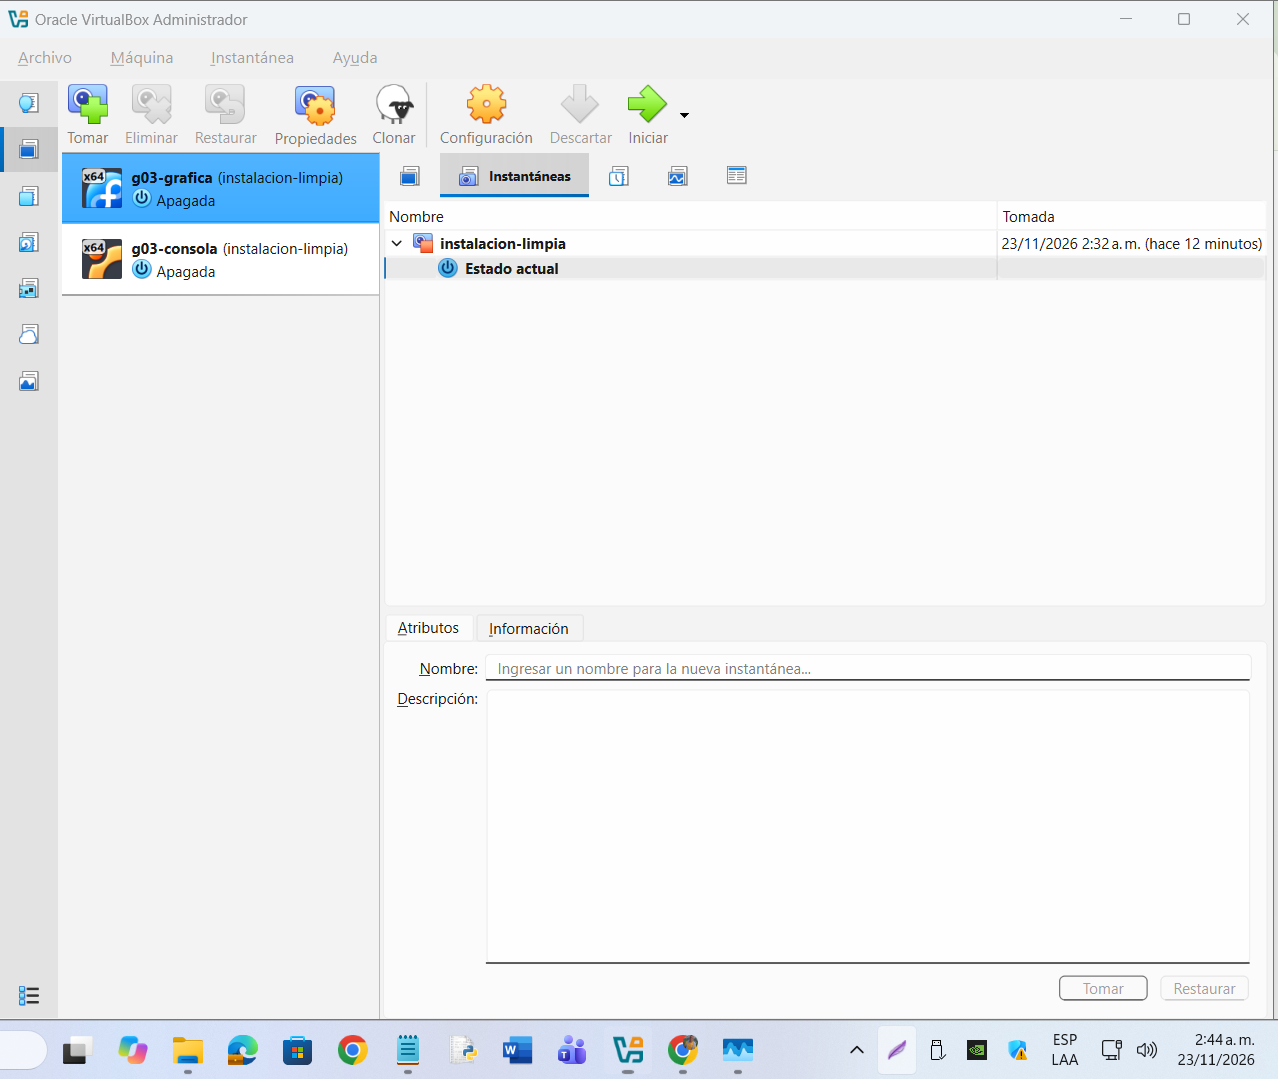 Oracle VirtualBox Administrador
Archivo Máquina Instantánea Ayuda
Tomar Eliminar Restaurar Propiedades Clonar Configuración Descartar Iniciar
x64 g03-grafica (instalacion-limpia)
Apagada
x64 g03-consola (instalacion-limpia)
Apagada
Instantáneas
Nombre Tomada
instalacion-limpia 23/11/2026 2:32 a. m. (hace 12 minutos)
Estado actual
Atributos Información
Nombre: Ingresar un nombre para la nueva instantánea...
Descripción:
Tomar Restaurar
ESP
LAA
2:44 a. m.
23/11/2026